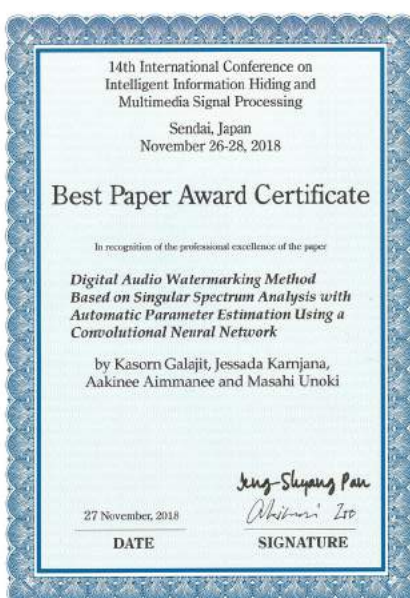 14th International Conference on
Intelligent Information Hiding and
Multimedia Signal Processing
Sendai, Japan
November 26-28, 2018
Best Paper Award Certificate
In recognition of the professional excellence of the paper
Digital Audio Watermarking Method
Based on Singular Spectrum Analysis with
Automatic Parameter Estimation Using a
Convolutional Neural Network
by Kasorn Galajit, Jessada Karnjana,
Aakinee Aimmanee and Masahi Unoki
Jeng-Shyang Pan
27 November, 2018
DATE
SIGNATURE